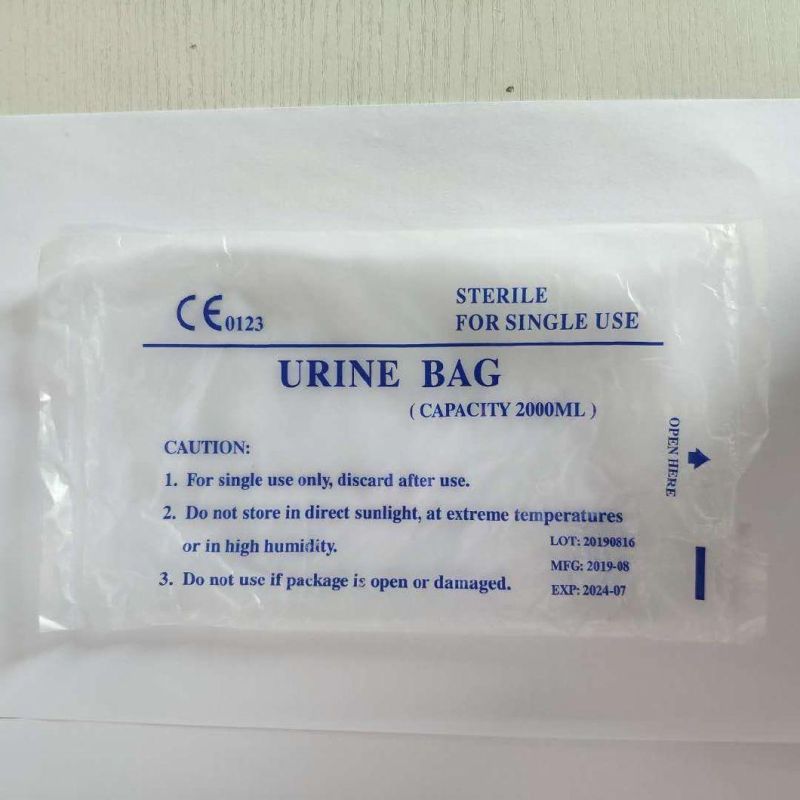 CE 0123
STERILE
FOR SINGLE USE
URINE BAG
( CAPACITY 2000ML )
CAUTION:
1. For single use only, discard after use.
2. Do not store in direct sunlight, at extreme temperatures
or in high humidity.
3. Do not use if package is open or damaged.
LOT: 20190816
MFG: 2019-08
EXP: 2024-07
OPEN HERE